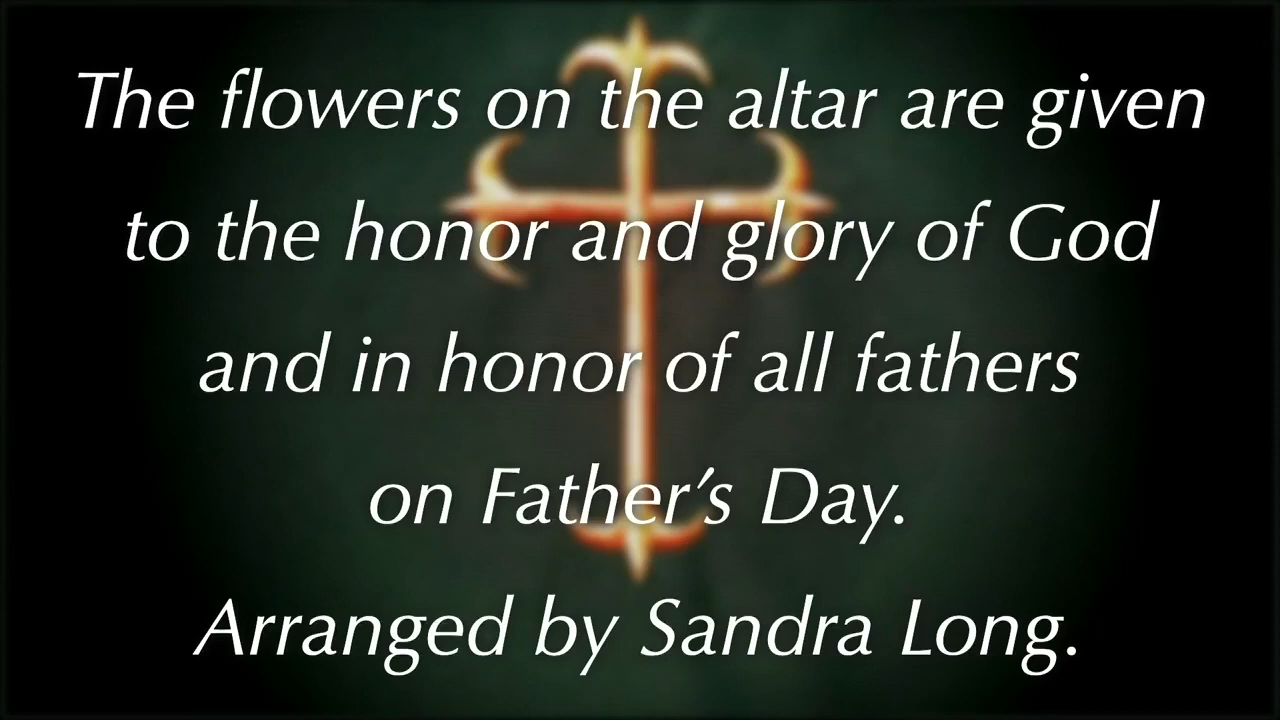 The flowers on the altar are given
to the honor and glory of God
and in honor of all fathers
on Father’s Day.
Arranged by Sandra Long.